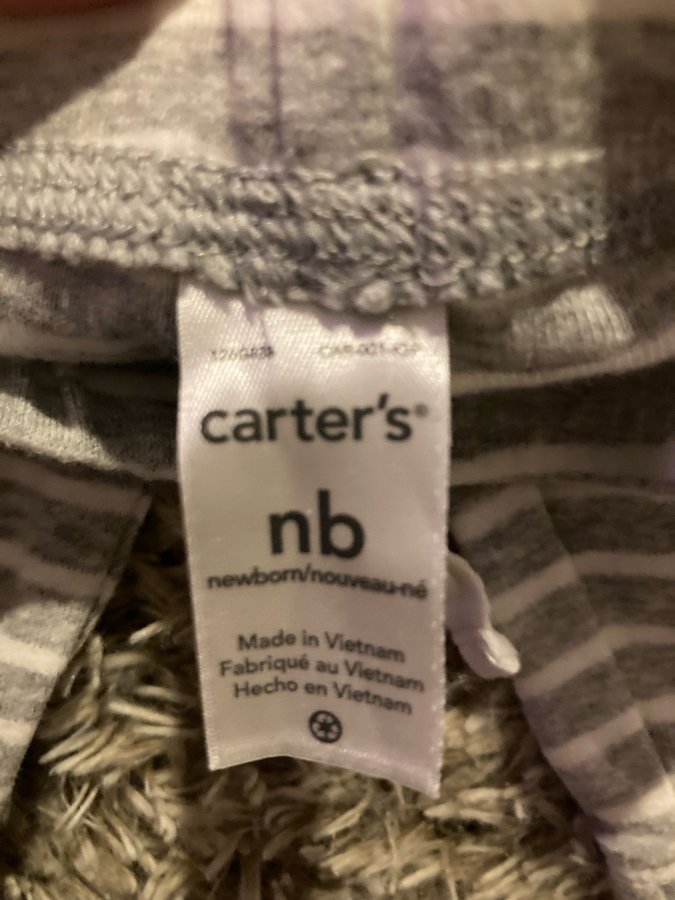 carter's®
nb
newborn/nouveau-né
Made in Vietnam
Fabriqué au Vietnam
Hecho en Vietnam